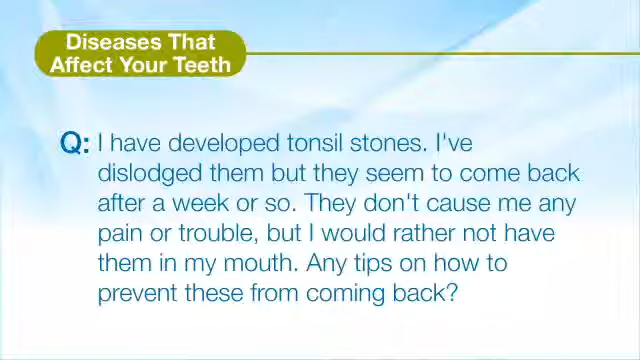 Diseases That
Affect Your Teeth
Q: I have developed tonsil stones. I've
dislodged them but they seem to come back
after a week or so. They don't cause me any
pain or trouble, but I would rather not have
them in my mouth. Any tips on how to
prevent these from coming back?